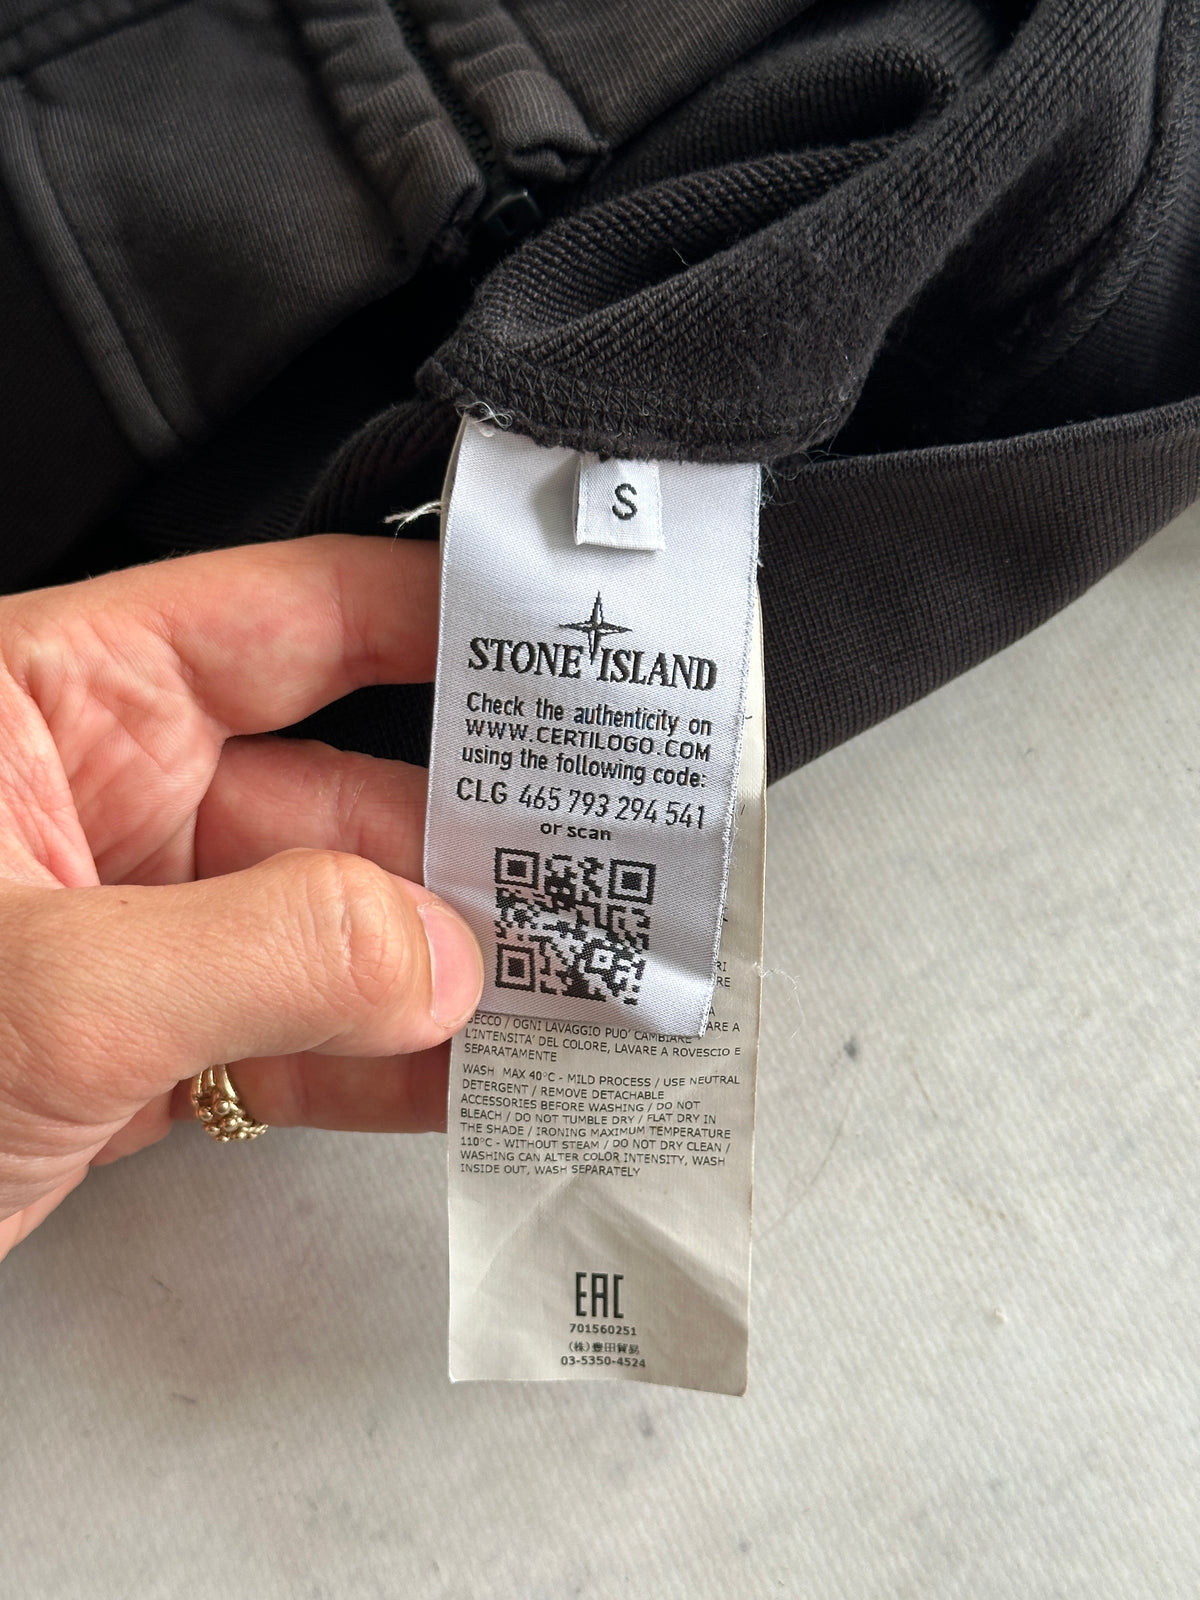 S
STONE ISLAND
Check the authenticity on
WWW.CERTILOGO.COM
using the following code:
CLG 465 793 294 541
or scan
RI
RE
A
SECCO / OGNI LAVAGGIO PUO' CAMBIARE
ARE A
L'INTENSITA' DEL COLORE, LAVARE A ROVESCIO E
SEPARATAMENTE
WASH MAX 40°C - MILD PROCESS / USE NEUTRAL
DETERGENT / REMOVE DETACHABLE
ACCESSORIES BEFORE WASHING / DO NOT
BLEACH / DO NOT TUMBLE DRY / FLAT DRY IN
THE SHADE / IRONING MAXIMUM TEMPERATURE
110°C - WITHOUT STEAM / DO NOT DRY CLEAN /
WASHING CAN ALTER COLOR INTENSITY, WASH
INSIDE OUT, WASH SEPARATELY
EAC
701560251
(株)豊田貿易
03-5350-4524